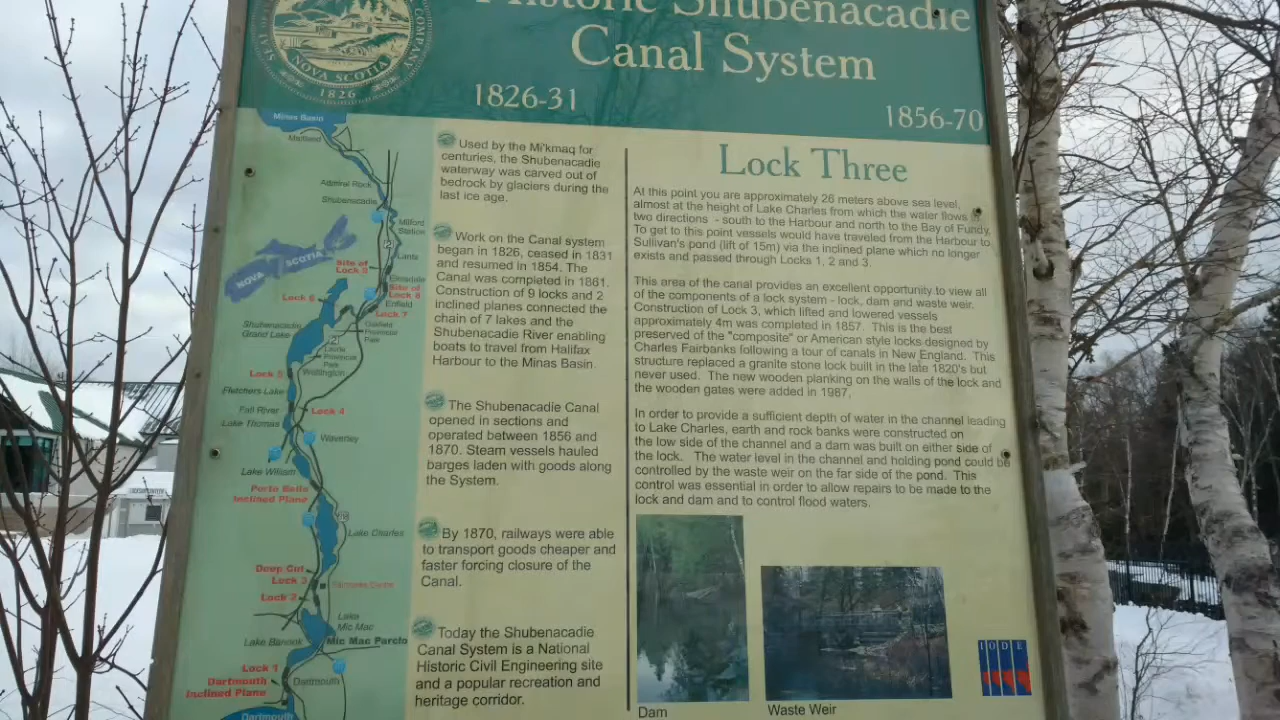 Historic Shubenacadie
Canal System
COMPANY
NOVA SCOTIA
1826
1826-31
1856-70
Minas Basin
Maitland
Admiral Rock
Shubenacadie
Milford
Station
Lantz
NOVA SCOTIA
Site of
Lock 9
Elmsdale
Site of
Lock 8
Lock 6
Enfield
Lock 7
Shubenacadie
Grand Lake
Oakfield
Provincial
Park
Laurie
Provincial
Park
Wellington
Lock 5
Fletchers Lake
Fall River
Lock 4
Lake Thomas
Waverley
Lake William
Porto Bello
Inclined Plane
Lake Charles
Deep Cut
Lock 3
Fairbanks Centre
Lock 2
Lake
Mic Mac
Lake Banook
Mic Mac Parclo
Lock 1
Dartmouth
Inclined Plane
Dartmouth
Dartmouth
Used by the Mi'kmaq for
centuries, the Shubenacadie
waterway was carved out of
bedrock by glaciers during the
last ice age.
Work on the Canal system
began in 1826, ceased in 1831
and resumed in 1854. The
Canal was completed in 1861.
Construction of 9 locks and 2
inclined planes connected the
chain of 7 lakes and the
Shubenacadie River enabling
boats to travel from Halifax
Harbour to the Minas Basin.
The Shubenacadie Canal
opened in sections and
operated between 1856 and
1870. Steam vessels hauled
barges laden with goods along
the System.
By 1870, railways were able
to transport goods cheaper and
faster forcing closure of the
Canal.
Today the Shubenacadie
Canal System is a National
Historic Civil Engineering site
and a popular recreation and
heritage corridor.
Lock Three
At this point you are approximately 26 meters above sea level,
almost at the height of Lake Charles from which the water flows in
two directions - south to the Harbour and north to the Bay of Fundy.
To get to this point vessels would have traveled from the Harbour to
Sullivan's pond (lift of 15m) via the inclined plane which no longer
exists and passed through Locks 1, 2 and 3.
This area of the canal provides an excellent opportunity to view all
of the components of a lock system - lock, dam and waste weir.
Construction of Lock 3, which lifted and lowered vessels
approximately 4m was completed in 1857. This is the best
preserved of the "composite" or American style locks designed by
Charles Fairbanks following a tour of canals in New England. This
structure replaced a granite stone lock built in the late 1820's but
never used. The new wooden planking on the walls of the lock and
the wooden gates were added in 1987.
In order to provide a sufficient depth of water in the channel leading
to Lake Charles, earth and rock banks were constructed on
the low side of the channel and a dam was built on either side of
the lock. The water level in the channel and holding pond could be
controlled by the waste weir on the far side of the pond. This
control was essential in order to allow repairs to be made to the
lock and dam and to control flood waters.
Dam
Waste Weir
IODE